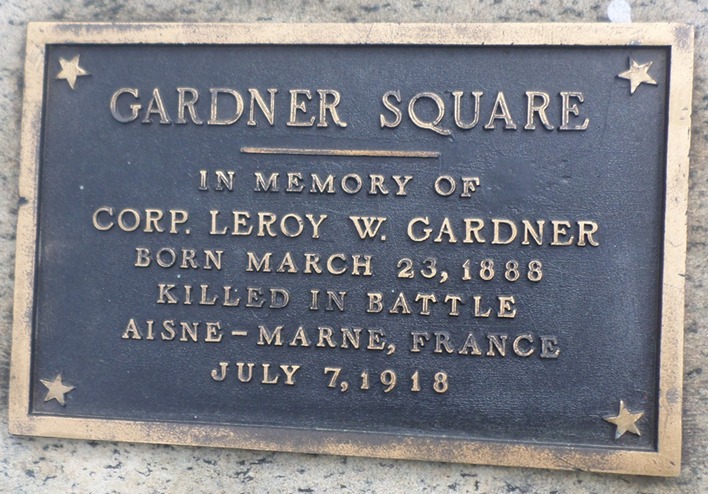 GARDNER SQUARE
IN MEMORY OF
CORP. LEROY W. GARDNER
BORN MARCH 23, 1888
KILLED IN BATTLE
AISNE-MARNE, FRANCE
JULY 7, 1918